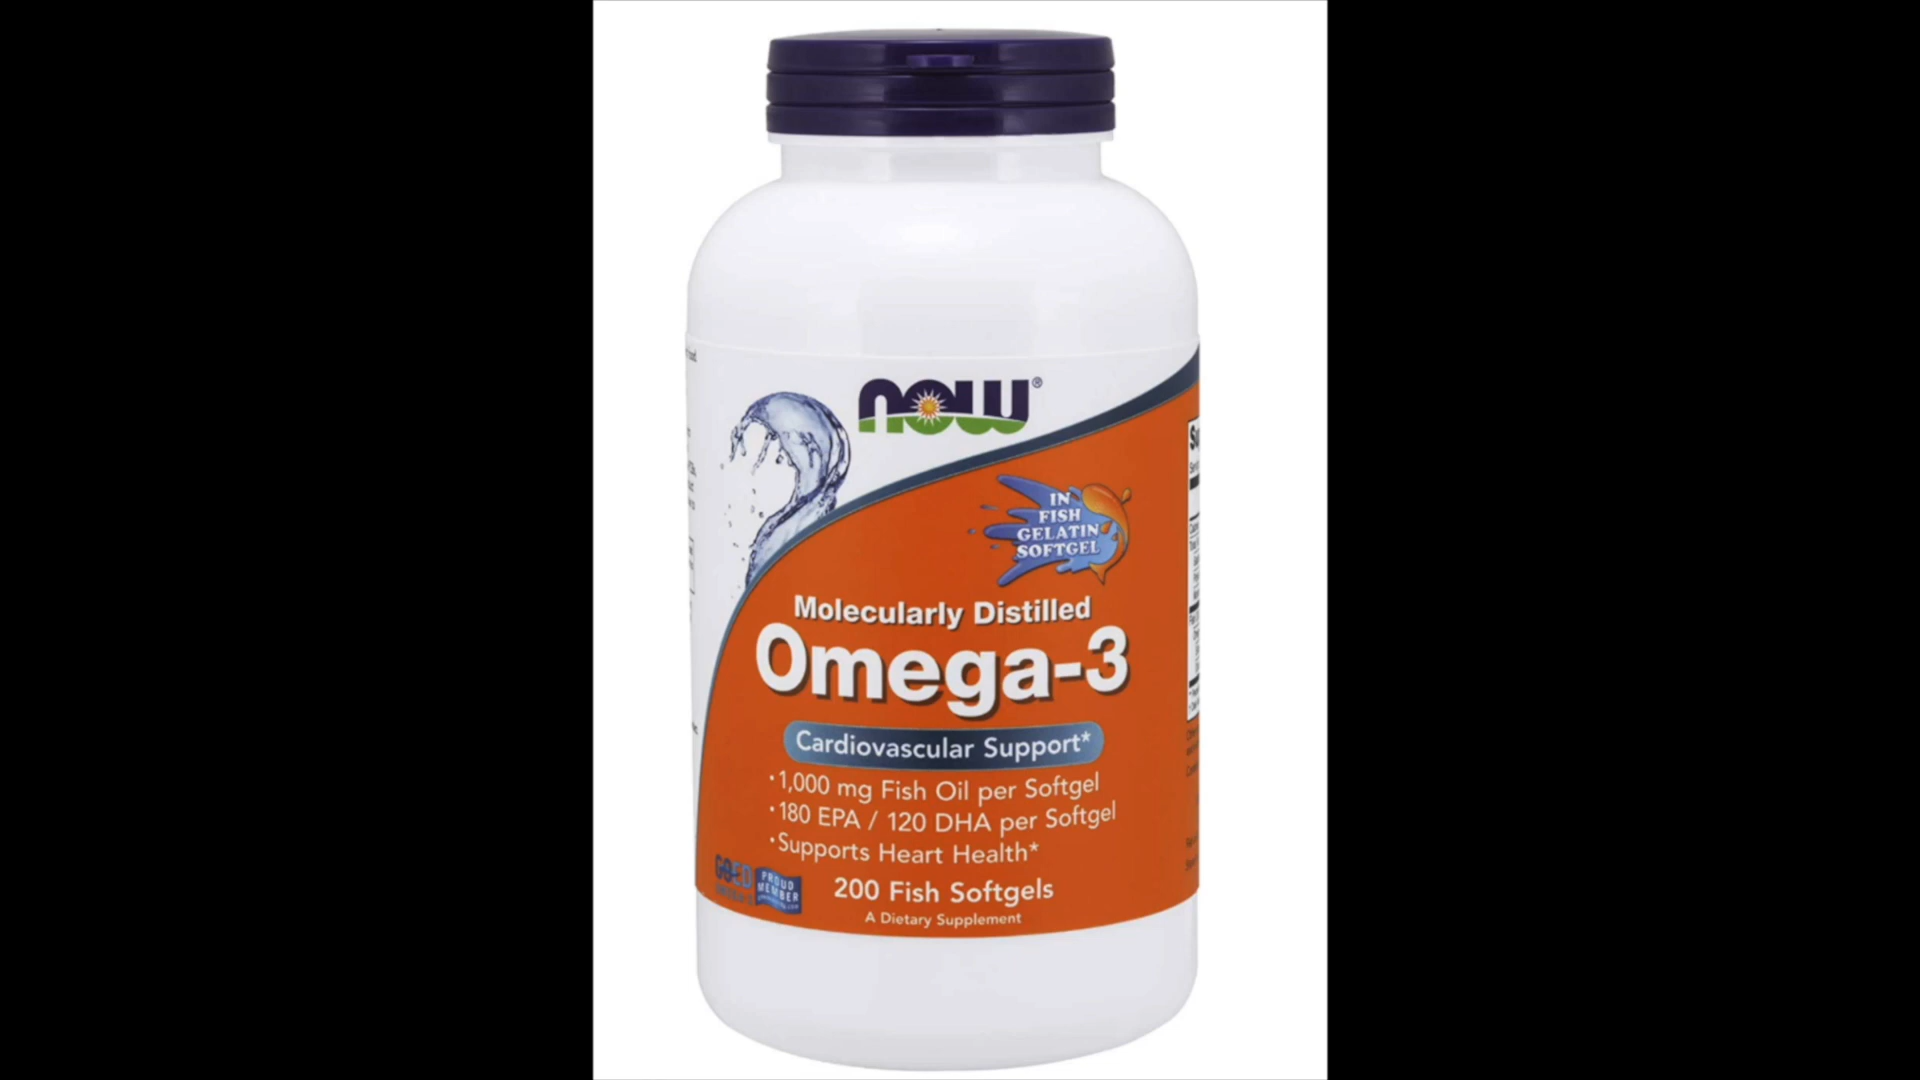 NOW®
IN
FISH
GELATIN
SOFTGEL
Molecularly Distilled
Omega-3
Cardiovascular Support*
·1,000 mg Fish Oil per Softgel
·180 EPA / 120 DHA per Softgel
·Supports Heart Health*
GOED
PROUD
MEMBER
200 Fish Softgels
A Dietary Supplement